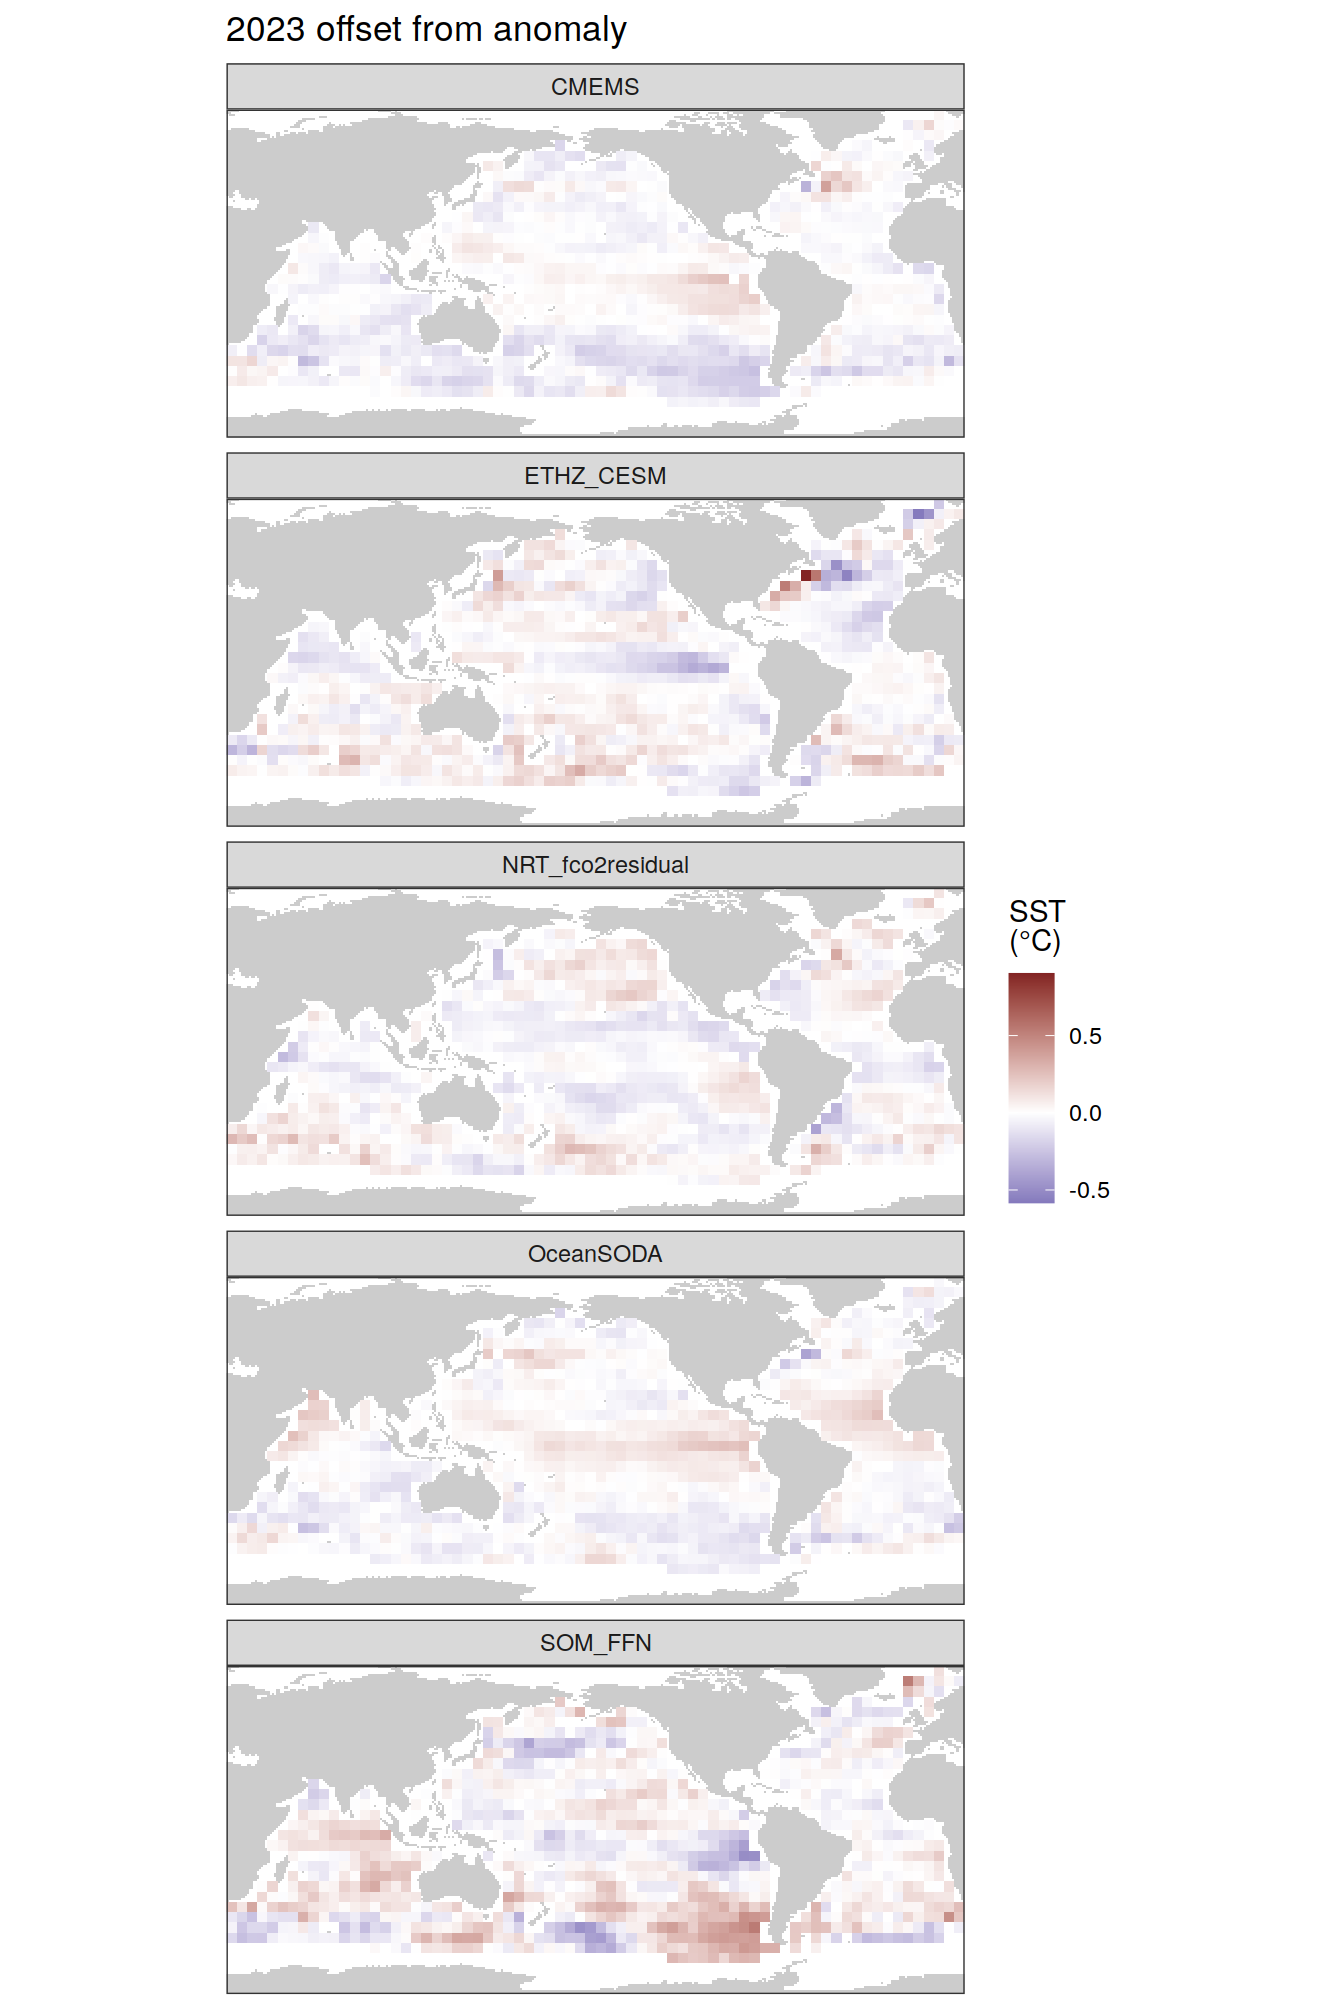 2023 offset from anomaly
CMEMS
ETHZ_CESM
NRT_fco2residual
SST
(°C)
0.5
0.0
-0.5
OceanSODA
SOM_FFN